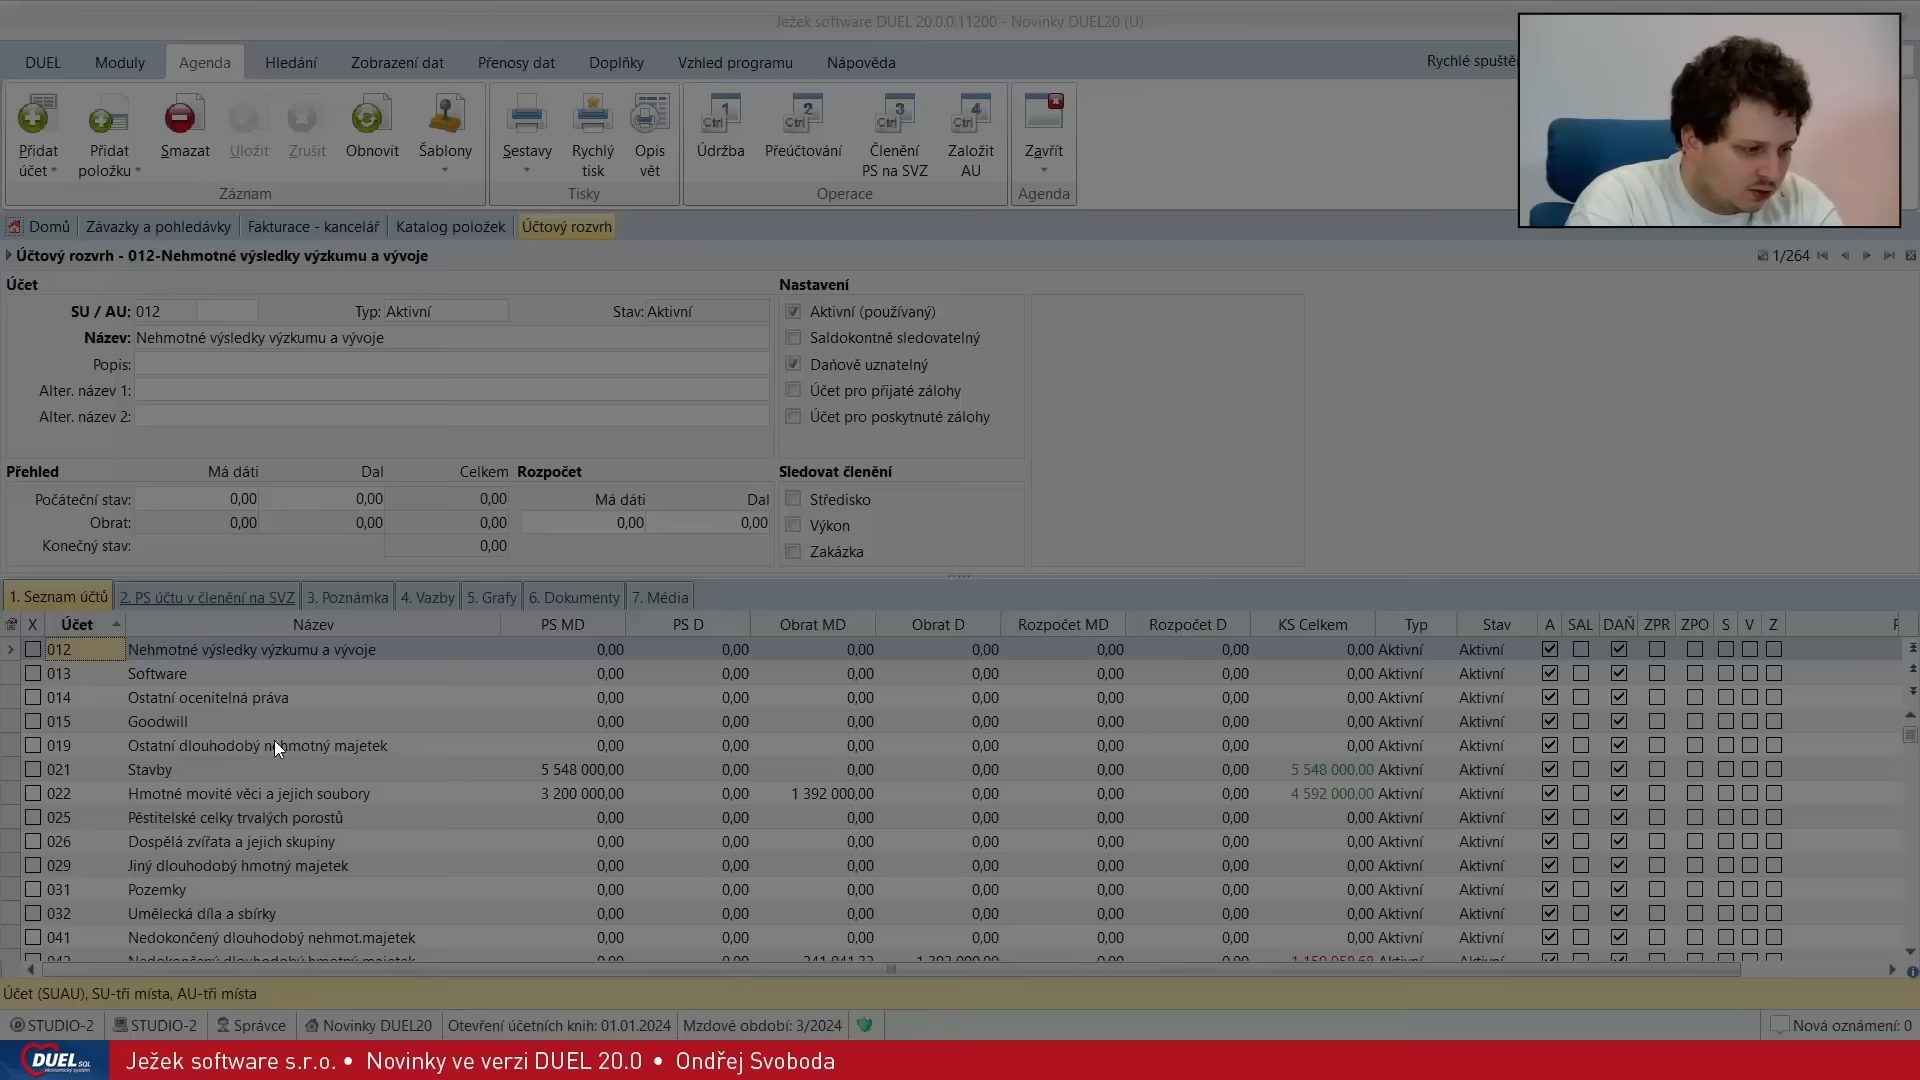 Ježek software DUEL 20.0.0.11200 - Novinky DUEL20 (U)
DUEL Moduly Agenda Hledání Zobrazení dat Přenosy dat Doplňky Vzhled programu Nápověda Rychlé spuštěn
Přidat účet Přidat položku Smazat Uložit Zrušit Obnovit Šablony Sestavy Rychlý tisk Opis vět Ctrl 1 Údržba Ctrl 2 Přeúčtování Ctrl 3 Členění PS na SVZ Ctrl 4 Založit AU Zavřít
Záznam Tisky Operace Agenda
Domů Závazky a pohledávky Fakturace - kancelář Katalog položek Účtový rozvrh
Účtový rozvrh - 012-Nehmotné výsledky výzkumu a vývoje 1/264
Účet Nastavení
SU / AU: 012 Typ: Aktivní Stav: Aktivní Aktivní (používaný)
Název: Nehmotné výsledky výzkumu a vývoje Saldokontně sledovatelný
Popis: Daňově uznatelný
Alter. název 1: Účet pro přijaté zálohy
Alter. název 2: Účet pro poskytnuté zálohy
Přehled Má dáti Dal Celkem Rozpočet Sledovat členění
Počáteční stav: 0,00 0,00 0,00 Má dáti Dal Středisko
Obrat: 0,00 0,00 0,00 0,00 0,00 Výkon
Konečný stav: 0,00 Zakázka
1. Seznam účtů 2. PS účtu v členění na SVZ 3. Poznámka 4. Vazby 5. Grafy 6. Dokumenty 7. Média
X Účet Název PS MD PS D Obrat MD Obrat D Rozpočet MD Rozpočet D KS Celkem Typ Stav A SAL DAŇ ZPR ZPO S V Z
012 Nehmotné výsledky výzkumu a vývoje 0,00 0,00 0,00 0,00 0,00 0,00 0,00 Aktivní Aktivní
013 Software 0,00 0,00 0,00 0,00 0,00 0,00 0,00 Aktivní Aktivní
014 Ostatní ocenitelná práva 0,00 0,00 0,00 0,00 0,00 0,00 0,00 Aktivní Aktivní
015 Goodwill 0,00 0,00 0,00 0,00 0,00 0,00 0,00 Aktivní Aktivní
019 Ostatní dlouhodobý nehmotný majetek 0,00 0,00 0,00 0,00 0,00 0,00 0,00 Aktivní Aktivní
021 Stavby 5 548 000,00 0,00 0,00 0,00 0,00 0,00 5 548 000,00 Aktivní Aktivní
022 Hmotné movité věci a jejich soubory 3 200 000,00 0,00 1 392 000,00 0,00 0,00 0,00 4 592 000,00 Aktivní Aktivní
025 Pěstitelské celky trvalých porostů 0,00 0,00 0,00 0,00 0,00 0,00 0,00 Aktivní Aktivní
026 Dospělá zvířata a jejich skupiny 0,00 0,00 0,00 0,00 0,00 0,00 0,00 Aktivní Aktivní
029 Jiný dlouhodobý hmotný majetek 0,00 0,00 0,00 0,00 0,00 0,00 0,00 Aktivní Aktivní
031 Pozemky 0,00 0,00 0,00 0,00 0,00 0,00 0,00 Aktivní Aktivní
032 Umělecká díla a sbírky 0,00 0,00 0,00 0,00 0,00 0,00 0,00 Aktivní Aktivní
041 Nedokončený dlouhodobý nehmot.majetek 0,00 0,00 0,00 0,00 0,00 0,00 0,00 Aktivní Aktivní
Účet (SUAU), SU-tři místa, AU-tři místa
STUDIO-2 STUDIO-2 Správce Novinky DUEL20 Otevření účetních knih: 01.01.2024 Mzdové období: 3/2024 Nová oznámení: 0
DUEL SQL ekonomický systém Ježek software s.r.o. • Novinky ve verzi DUEL 20.0 • Ondřej Svoboda